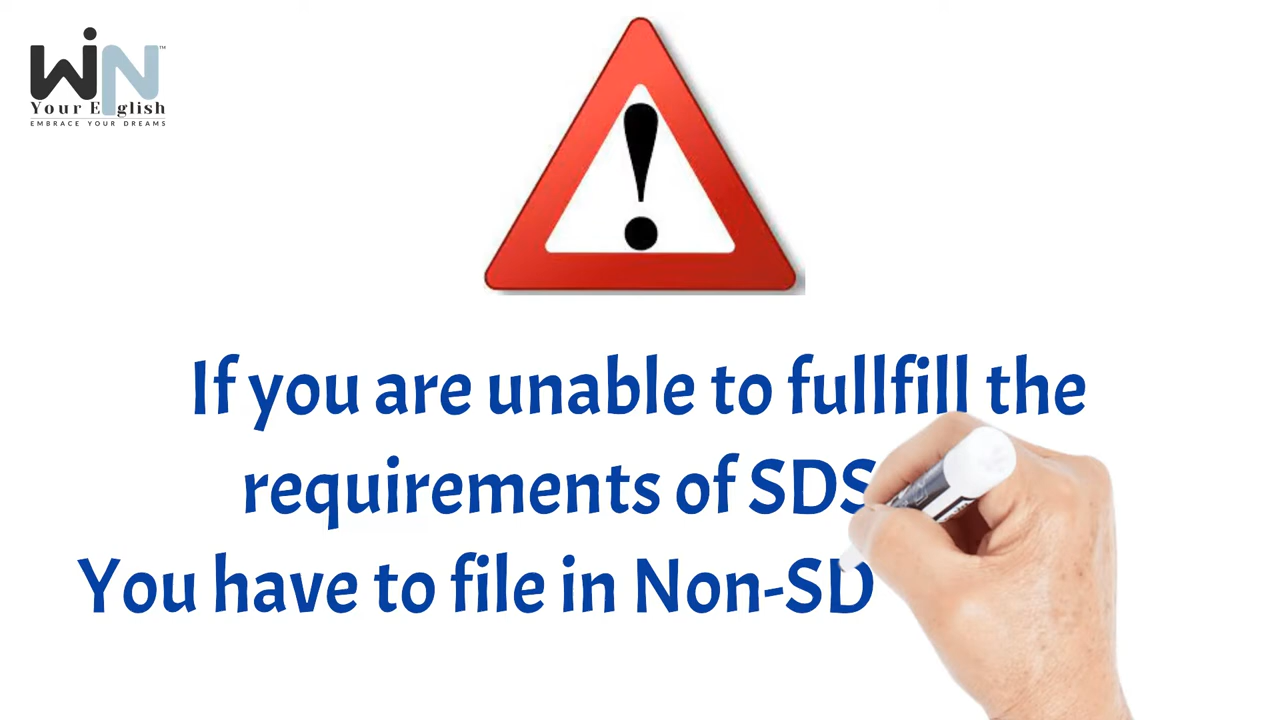 WiN™
Your English
EMBRACE YOUR DREAMS
If you are unable to fullfill the
requirements of SDS
You have to file in Non-SD